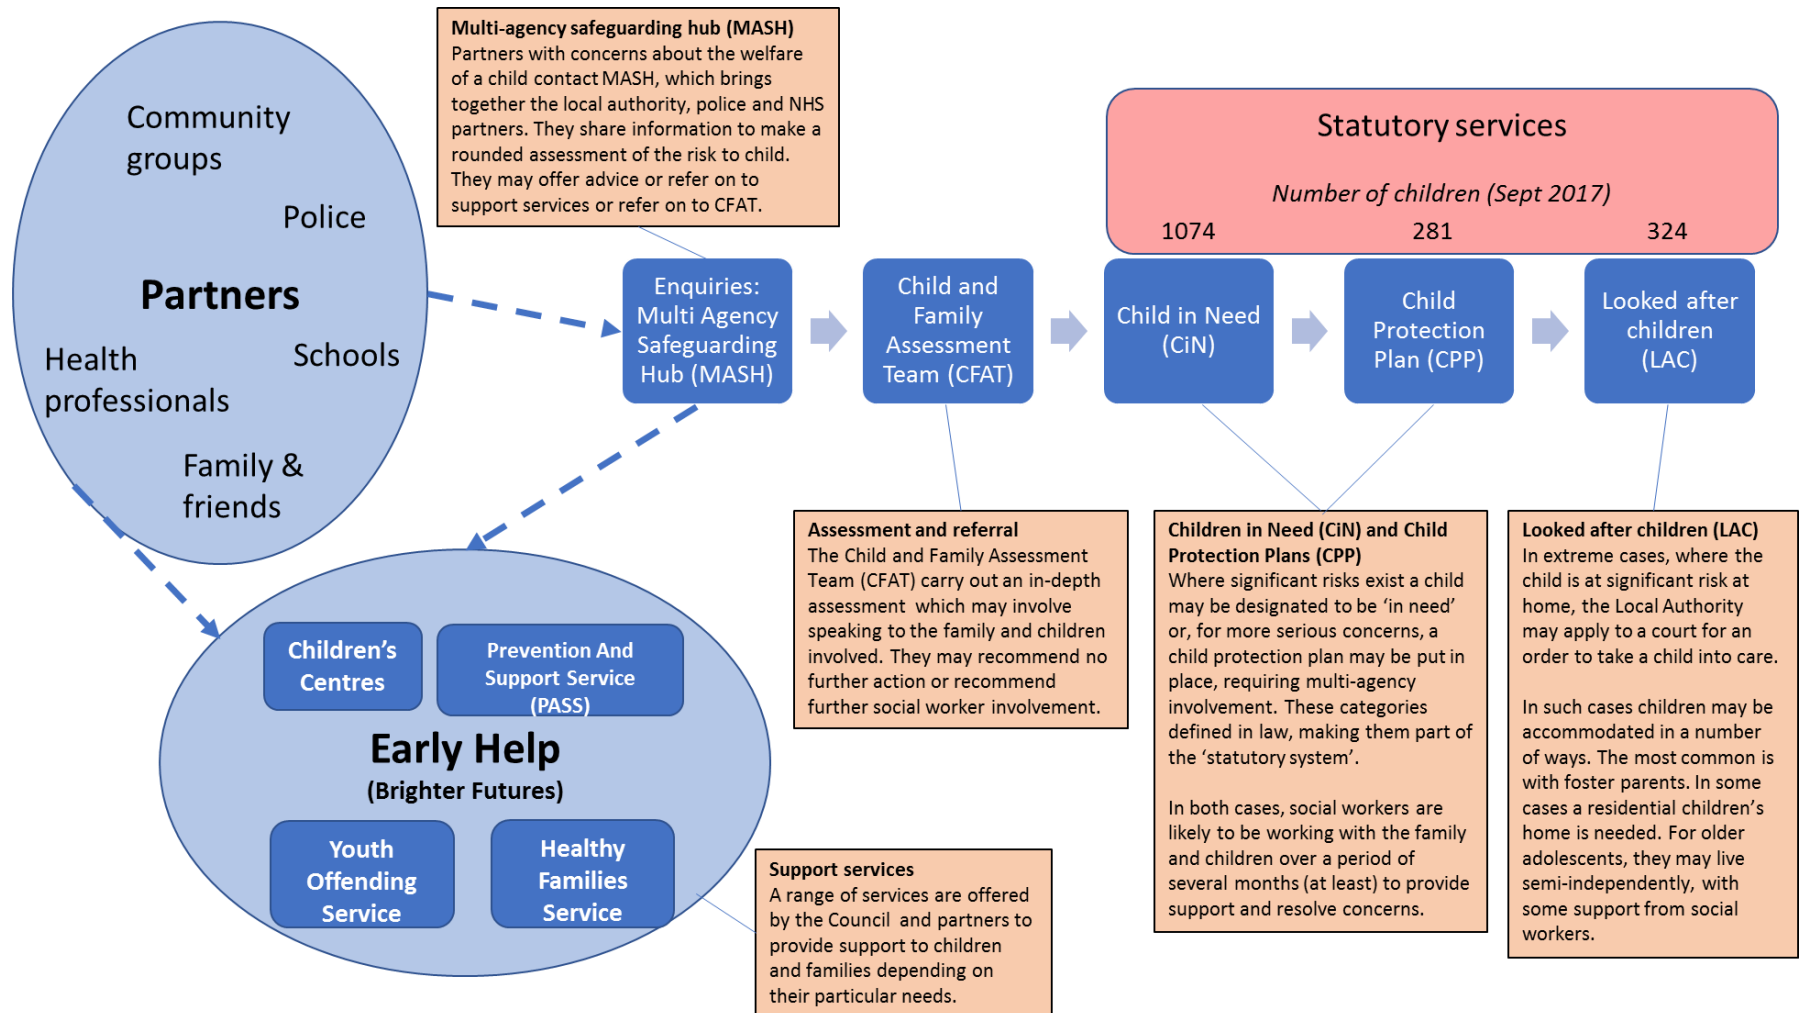 Multi-agency safeguarding hub (MASH)
Partners with concerns about the welfare
of a child contact MASH, which brings
together the local authority, police and NHS
partners. They share information to make a
rounded assessment of the risk to child.
They may offer advice or refer on to
support services or refer on to CFAT.
Community
groups
Police
Partners
Schools
Health
professionals
Family &
friends
Statutory services
Number of children (Sept 2017)
1074
281
324
Enquiries:
Multi Agency
Safeguarding
Hub (MASH)
Child and
Family
Assessment
Team (CFAT)
Child in Need
(CiN)
Child
Protection
Plan (CPP)
Looked after
children
(LAC)
Assessment and referral
The Child and Family Assessment
Team (CFAT) carry out an in-depth
assessment which may involve
speaking to the family and children
involved. They may recommend no
further action or recommend
further social worker involvement.
Children in Need (CiN) and Child
Protection Plans (CPP)
Where significant risks exist a child
may be designated to be ‘in need’
or, for more serious concerns, a
child protection plan may be put in
place, requiring multi-agency
involvement. These categories
defined in law, making them part of
the ‘statutory system’.
In both cases, social workers are
likely to be working with the family
and children over a period of
several months (at least) to provide
support and resolve concerns.
Looked after children (LAC)
In extreme cases, where the
child is at significant risk at
home, the Local Authority
may apply to a court for an
order to take a child into care.
In such cases children may be
accommodated in a number
of ways. The most common is
with foster parents. In some
cases a residential children’s
home is needed. For older
adolescents, they may live
semi-independently, with
some support from social
workers.
Children’s
Centres
Prevention And
Support Service
(PASS)
Early Help
(Brighter Futures)
Youth
Offending
Service
Healthy
Families
Service
Support services
A range of services are offered
by the Council and partners to
provide support to children
and families depending on
their particular needs.